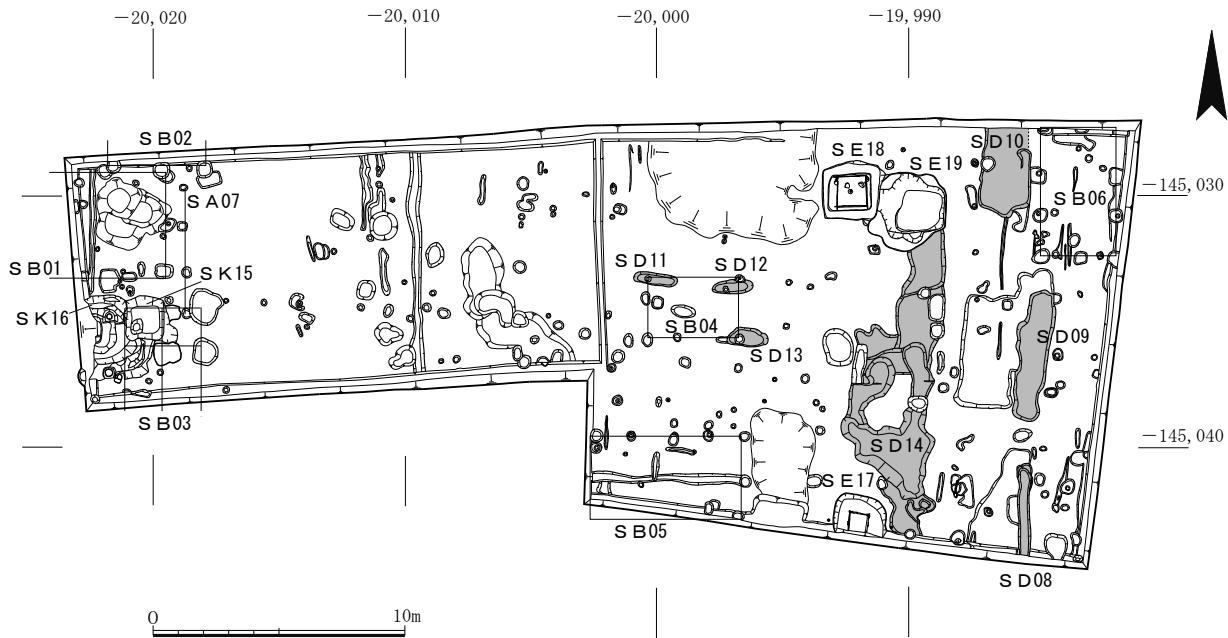 －20,020
－20,010
－20,000
－19,990
ＳＢ02
ＳＤ10
ＳＥ18
ＳＥ19
－145,030
ＳＡ07
ＳＢ06
ＳＤ11
ＳＤ12
ＳＢ01
ＳＫ15
ＳＫ16
ＳＢ04
ＳＤ09
ＳＤ13
ＳＢ03
ＳＤ14
－145,040
ＳＥ17
ＳＢ05
ＳＤ08
0
10m